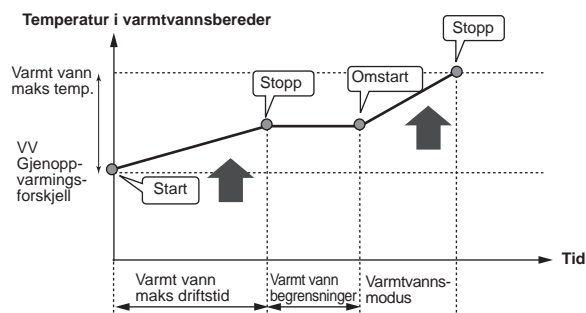 Temperatur i varmtvannsbereder
Stopp
Varmt vann
maks temp.
Stopp
Omstart
VV
Gjenopp-
varmings-
forskjell
Start
Tid
Varmt vann
maks driftstid
Varmt vann
begrensninger
Varmtvanns-
modus